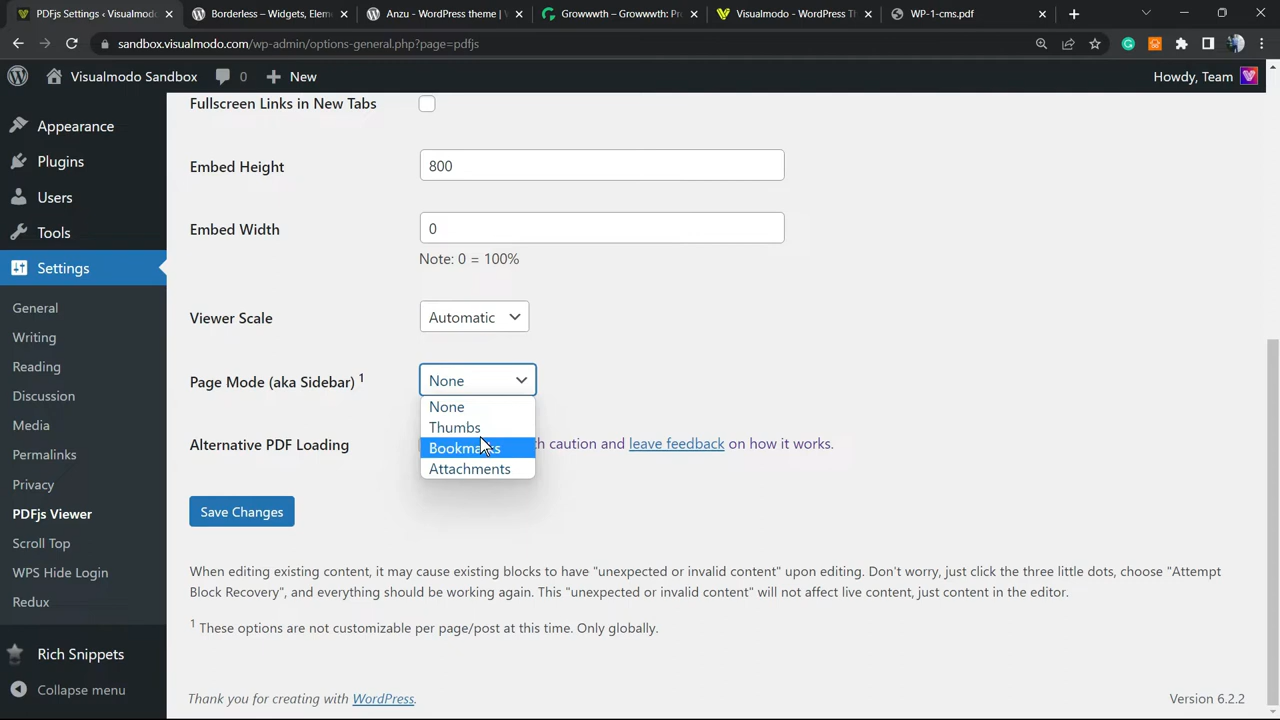 PDFjs Settings ‹ Visualmodo
Borderless – Widgets, Elem
Anzu - WordPress theme | V
Growwwth – Growwwth: Pro
Visualmodo - WordPress Th
WP-1-cms.pdf
sandbox.visualmodo.com/wp-admin/options-general.php?page=pdfjs
Visualmodo Sandbox
0
New
Howdy, Team
Appearance
Plugins
Users
Tools
Settings
General
Writing
Reading
Discussion
Media
Permalinks
Privacy
PDFjs Viewer
Scroll Top
WPS Hide Login
Redux
Rich Snippets
Collapse menu
Fullscreen Links in New Tabs
Embed Height
800
Embed Width
0
Note: 0 = 100%
Viewer Scale
Automatic
Page Mode (aka Sidebar) 1
None
None
Thumbs
Bookmarks
Attachments
Alternative PDF Loading
caution and leave feedback on how it works.
Save Changes
When editing existing content, it may cause existing blocks to have "unexpected or invalid content" upon editing. Don't worry, just click the three little dots, choose "Attempt
Block Recovery", and everything should be working again. This "unexpected or invalid content" will not affect live content, just content in the editor.
1 These options are not customizable per page/post at this time. Only globally.
Thank you for creating with WordPress.
Version 6.2.2